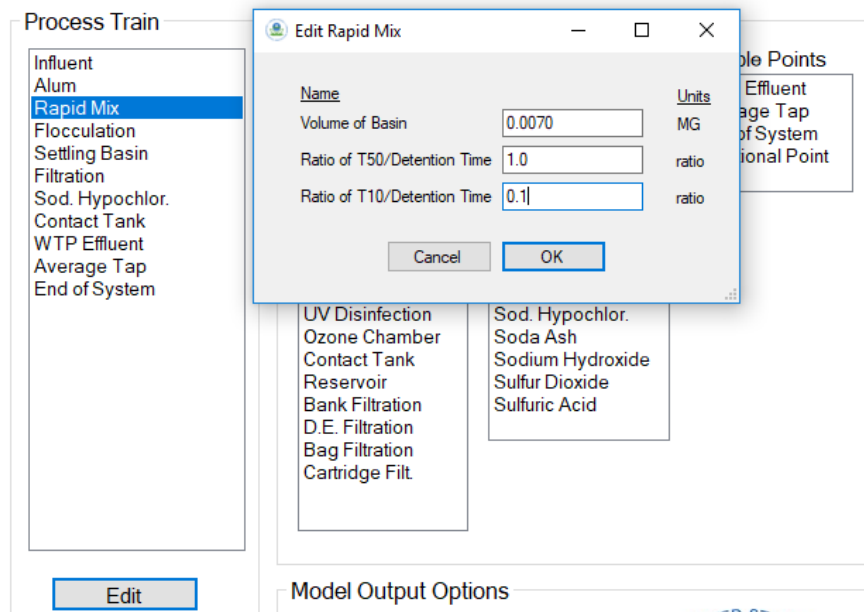 Process Train
Influent
Alum
Rapid Mix
Flocculation
Settling Basin
Filtration
Sod. Hypochlor.
Contact Tank
WTP Effluent
Average Tap
End of System
Edit
Edit Rapid Mix
Name
Units
Volume of Basin 0.0070 MG
Ratio of T50/Detention Time 1.0 ratio
Ratio of T10/Detention Time 0.1 ratio
Cancel OK
Points
Effluent
Tap
of System
Point
UV Disinfection
Ozone Chamber
Contact Tank
Reservoir
Bank Filtration
D.E. Filtration
Bag Filtration
Cartridge Filt.
Sod. Hypochlor.
Soda Ash
Sodium Hydroxide
Sulfur Dioxide
Sulfuric Acid
Model Output Options